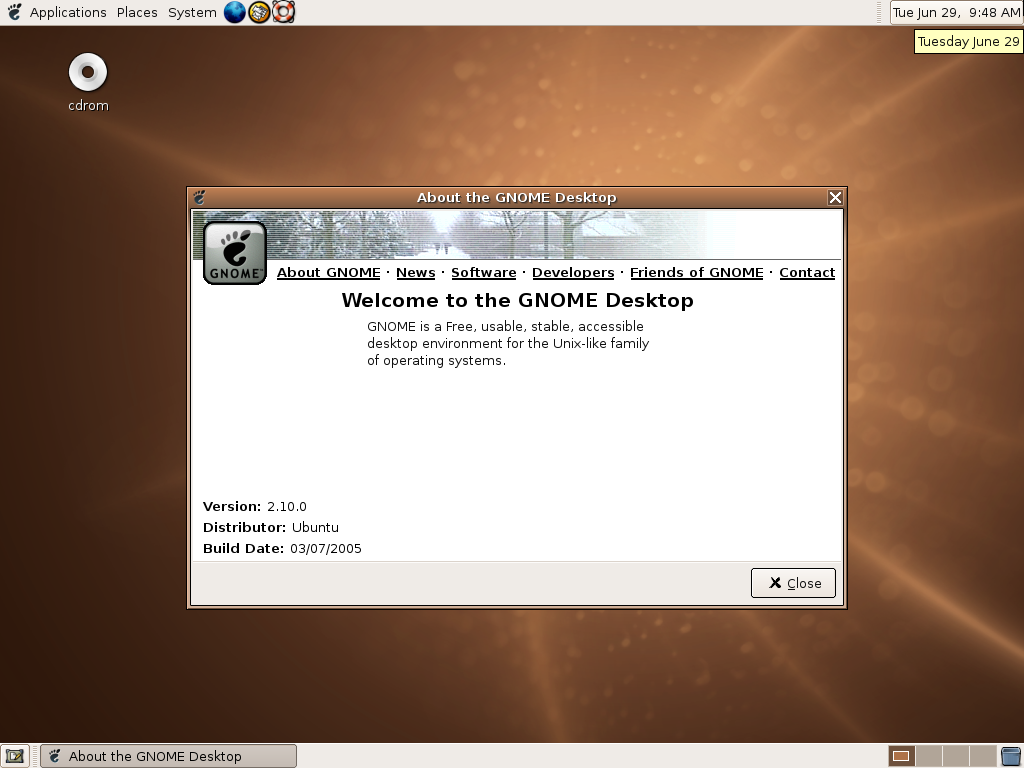 Applications Places System
Tue Jun 29, 9:48 AM
Tuesday June 29
cdrom
About the GNOME Desktop
GNOME™
About GNOME · News · Software · Developers · Friends of GNOME · Contact
Welcome to the GNOME Desktop
GNOME is a Free, usable, stable, accessible
desktop environment for the Unix-like family
of operating systems.
Version: 2.10.0
Distributor: Ubuntu
Build Date: 03/07/2005
Close
About the GNOME Desktop